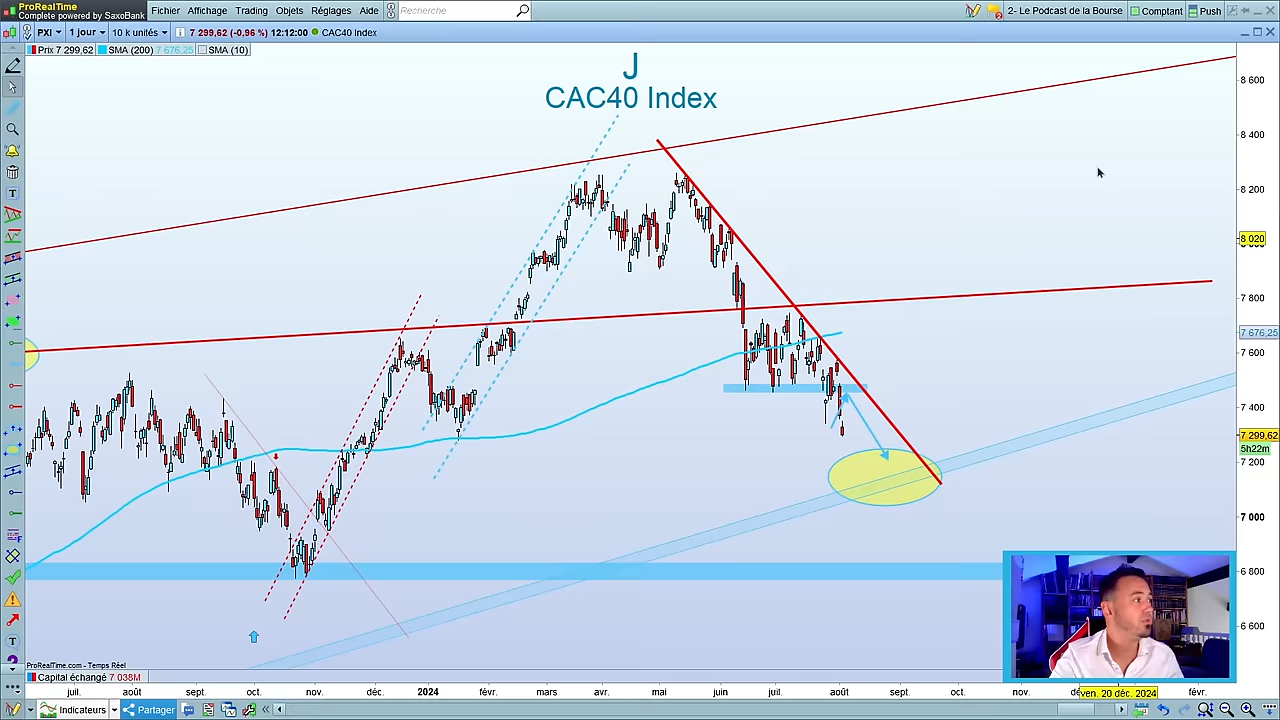 ProRealTime
Complete powered by SaxoBank
Fichier Affichage Trading Objets Réglages Aide
Recherche
2- Le Podcast de la Bourse
Comptant
Push
PXI
1 jour
10 k unités
7 299,62 (-0,96 %) 12:12:00
CAC40 Index
Prix 7 299,62
SMA (200) 7 676,25
SMA (10)
J
CAC40 Index
8 600
8 400
8 200
8 020
7 800
7 676,25
7 600
7 400
7 299,62
5h22m
7 200
7 000
6 800
6 600
ProRealTime.com - Temps Réel
Capital échangé 7 038M
juil. août sept. oct. nov. déc. 2024 févr. mars avr. mai juin juil. août sept. oct. nov. ven. 20 déc. 2024 févr.
Indicateurs
Partager